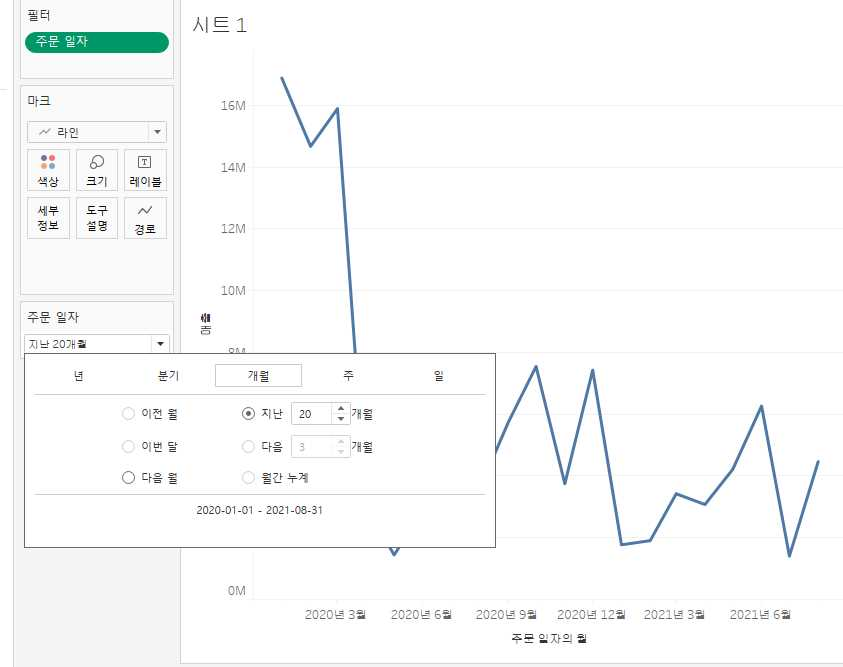 필터
주문 일자
마크
라인
색상
크기
레이블
세부
정보
도구
설명
경로
주문 일자
지난 20개월
년
분기
개월
주
일
이전 월
지난 20 개월
이번 달
다음 3 개월
다음 월
월간 누계
2020-01-01 - 2021-08-31
시트 1
16M
14M
12M
10M
8M
0M
매출
2020년 3월
2020년 6월
2020년 9월
2020년 12월
2021년 3월
2021년 6월
주문 일자의 월